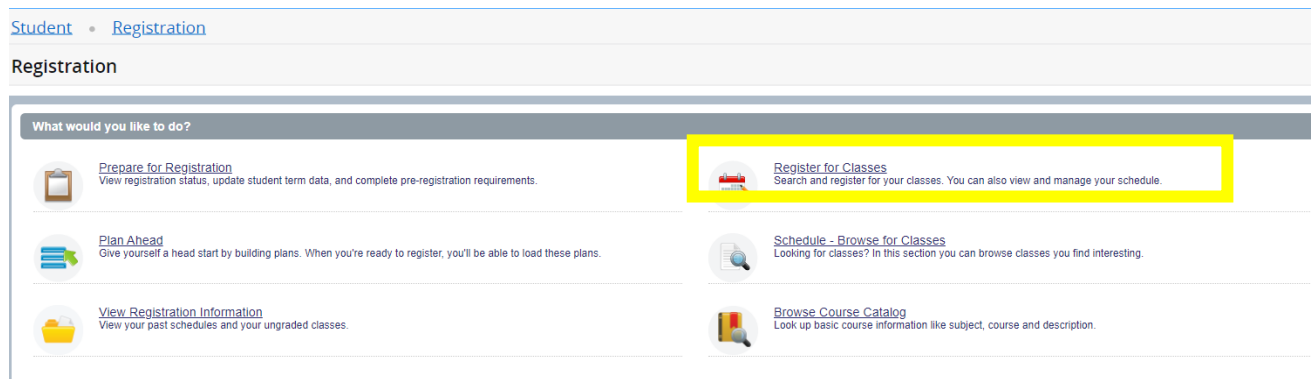 Student • Registration
Registration
What would you like to do?
Prepare for Registration
View registration status, update student term data, and complete pre-registration requirements.
Register for Classes
Search and register for your classes. You can also view and manage your schedule.
Plan Ahead
Give yourself a head start by building plans. When you're ready to register, you'll be able to load these plans.
Schedule - Browse for Classes
Looking for classes? In this section you can browse classes you find interesting.
View Registration Information
View your past schedules and your ungraded classes.
Browse Course Catalog
Look up basic course information like subject, course and description.